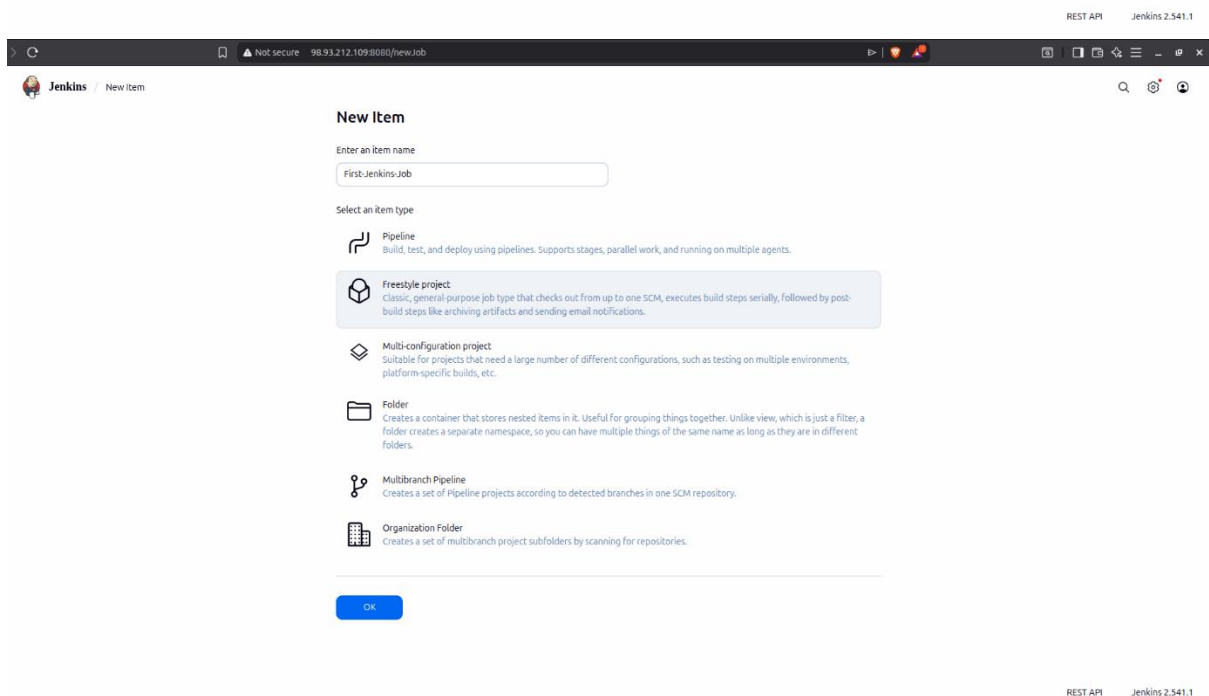 REST API Jenkins 2.541.1
Not secure 98.93.212.109:8080/newJob
Jenkins / New Item
New Item
Enter an item name
First-Jenkins-Job
Select an item type
Pipeline
Build, test, and deploy using pipelines. Supports stages, parallel work, and running on multiple agents.
Freestyle project
Classic, general-purpose job type that checks out from up to one SCM, executes build steps serially, followed by post-
build steps like archiving artifacts and sending email notifications.
Multi-configuration project
Suitable for projects that need a large number of different configurations, such as testing on multiple environments,
platform-specific builds, etc.
Folder
Creates a container that stores nested items in it. Useful for grouping things together. Unlike view, which is just a filter, a
folder creates a separate namespace, so you can have multiple things of the same name as long as they are in different
folders.
Multibranch Pipeline
Creates a set of Pipeline projects according to detected branches in one SCM repository.
Organization Folder
Creates a set of multibranch project subfolders by scanning for repositories.
OK
REST API Jenkins 2.541.1